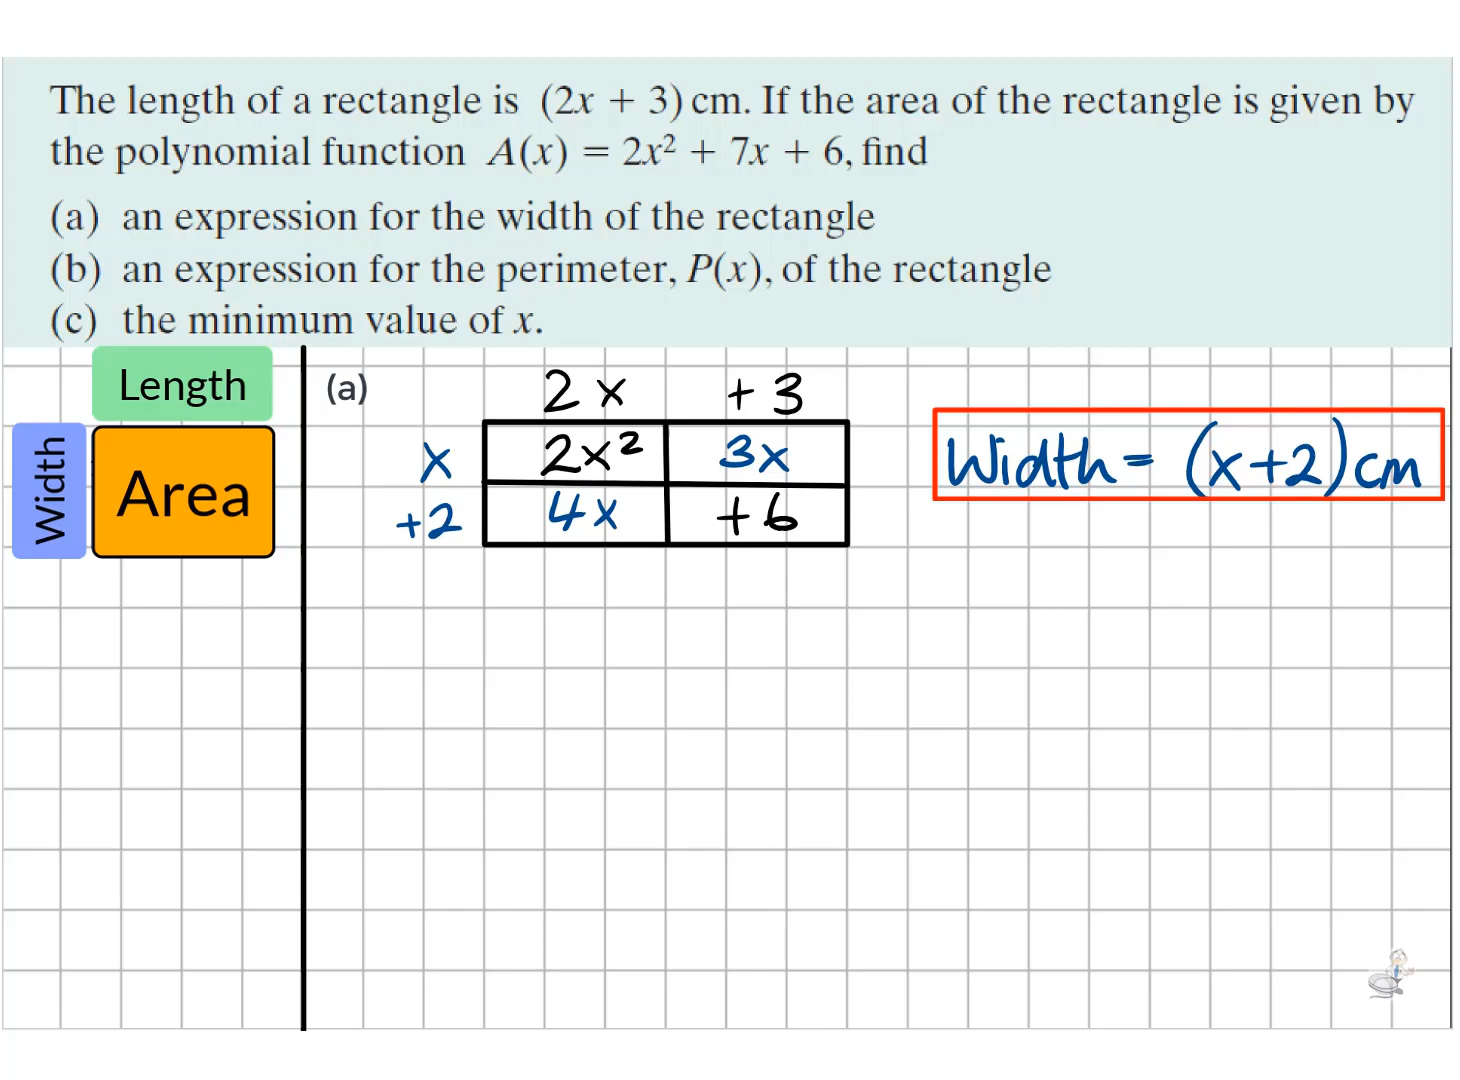 The length of a rectangle is (2x + 3) cm. If the area of the rectangle is given by
the polynomial function A(x) = 2x² + 7x + 6, find
(a) an expression for the width of the rectangle
(b) an expression for the perimeter, P(x), of the rectangle
(c) the minimum value of x.
Length
Width
Area
(a)
2x +3
x 2x² 3x
+2 4x +6
Width = (x+2)cm